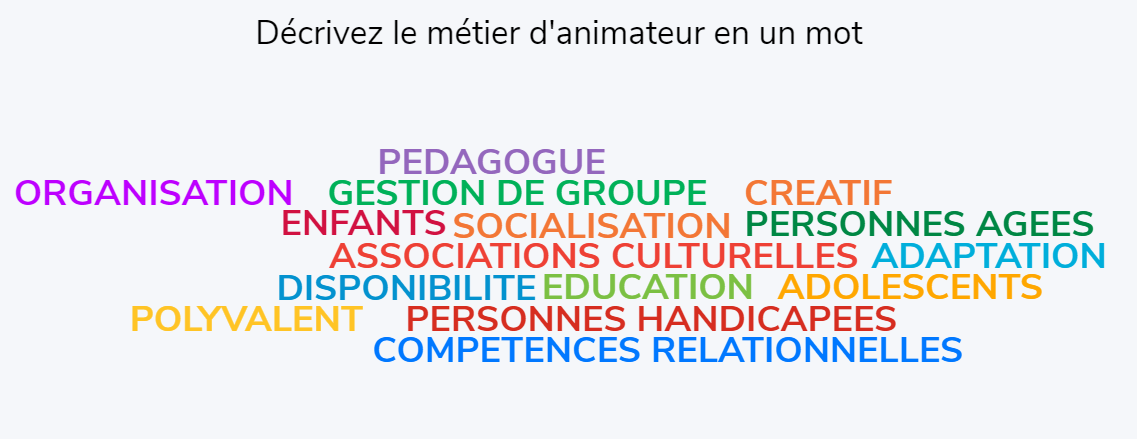 Décrivez le métier d'animateur en un mot
PEDAGOGUE
ORGANISATION GESTION DE GROUPE CREATIF
ENFANTS SOCIALISATION PERSONNES AGEES
ASSOCIATIONS CULTURELLES ADAPTATION
DISPONIBILITE EDUCATION ADOLESCENTS
POLYVALENT PERSONNES HANDICAPEES
COMPETENCES RELATIONNELLES